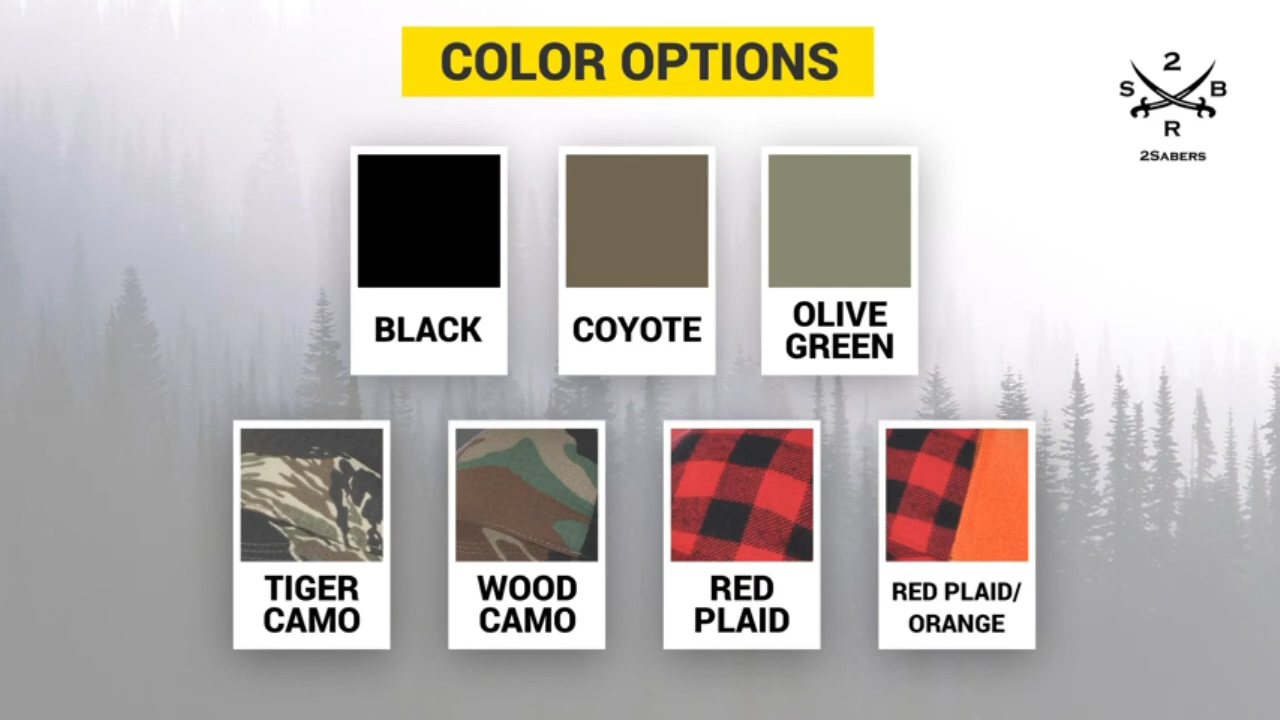 COLOR OPTIONS
2
S B
R
2SABERS
BLACK
COYOTE
OLIVE
GREEN
TIGER
CAMO
WOOD
CAMO
RED
PLAID
RED PLAID/
ORANGE